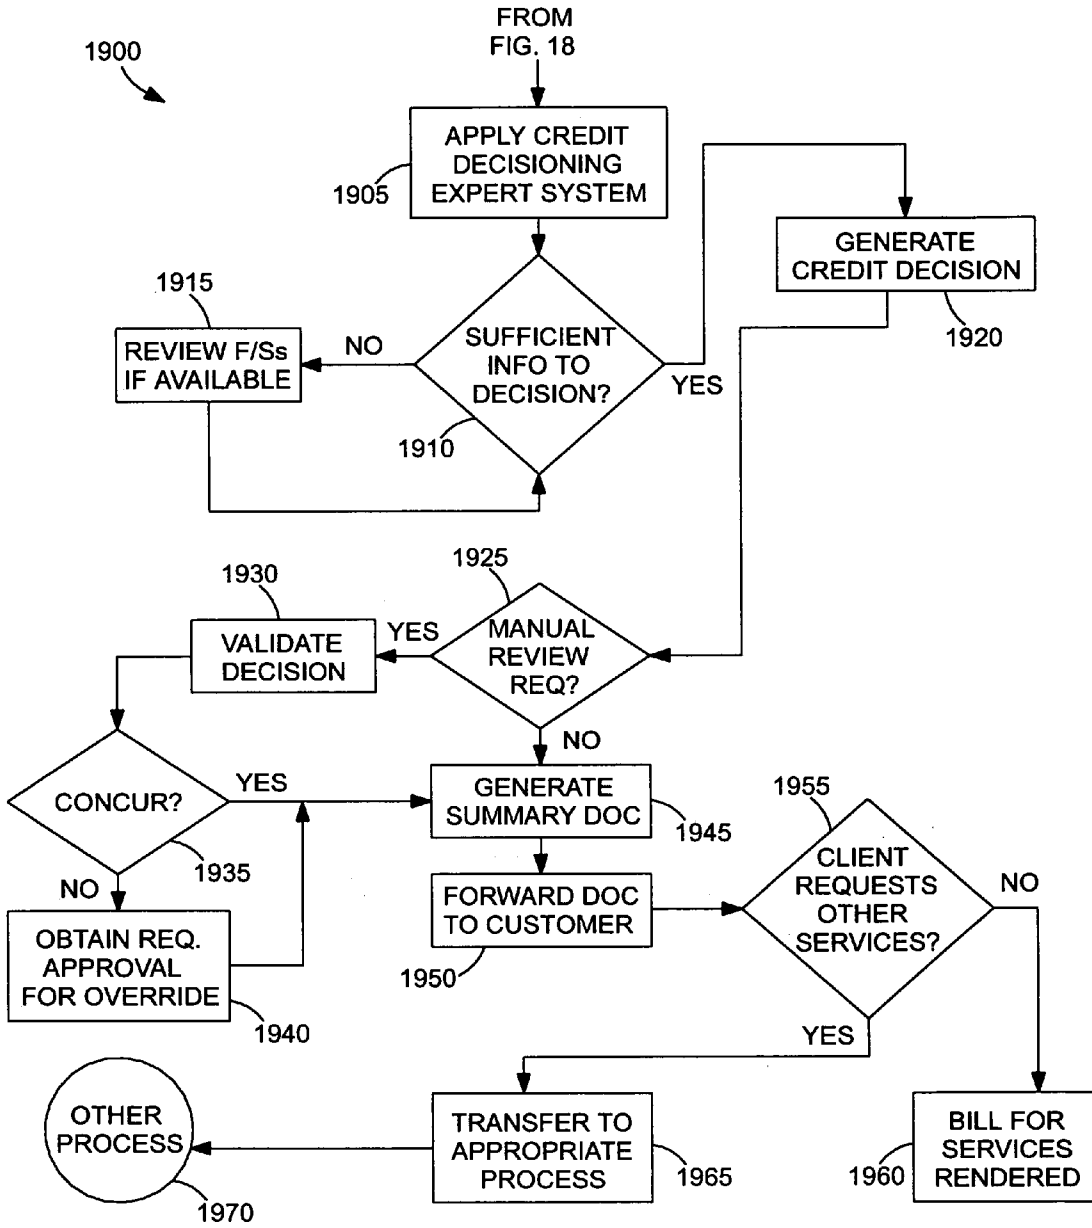 FROM
FIG. 18
1900
APPLY CREDIT
DECISIONING
EXPERT SYSTEM
1905
GENERATE
CREDIT DECISION
1920
1915
REVIEW F/Ss
IF AVAILABLE
NO
SUFFICIENT
INFO TO
DECISION?
YES
1910
1925
1930
VALIDATE
DECISION
YES
MANUAL
REVIEW
REQ?
NO
CONCUR?
YES
1935
NO
GENERATE
SUMMARY DOC
1945
1955
CLIENT
REQUESTS
OTHER
SERVICES?
NO
FORWARD DOC
TO CUSTOMER
1950
OBTAIN REQ.
APPROVAL
FOR OVERRIDE
1940
YES
OTHER
PROCESS
1970
TRANSFER TO
APPROPRIATE
PROCESS
1965
BILL FOR
SERVICES
RENDERED
1960